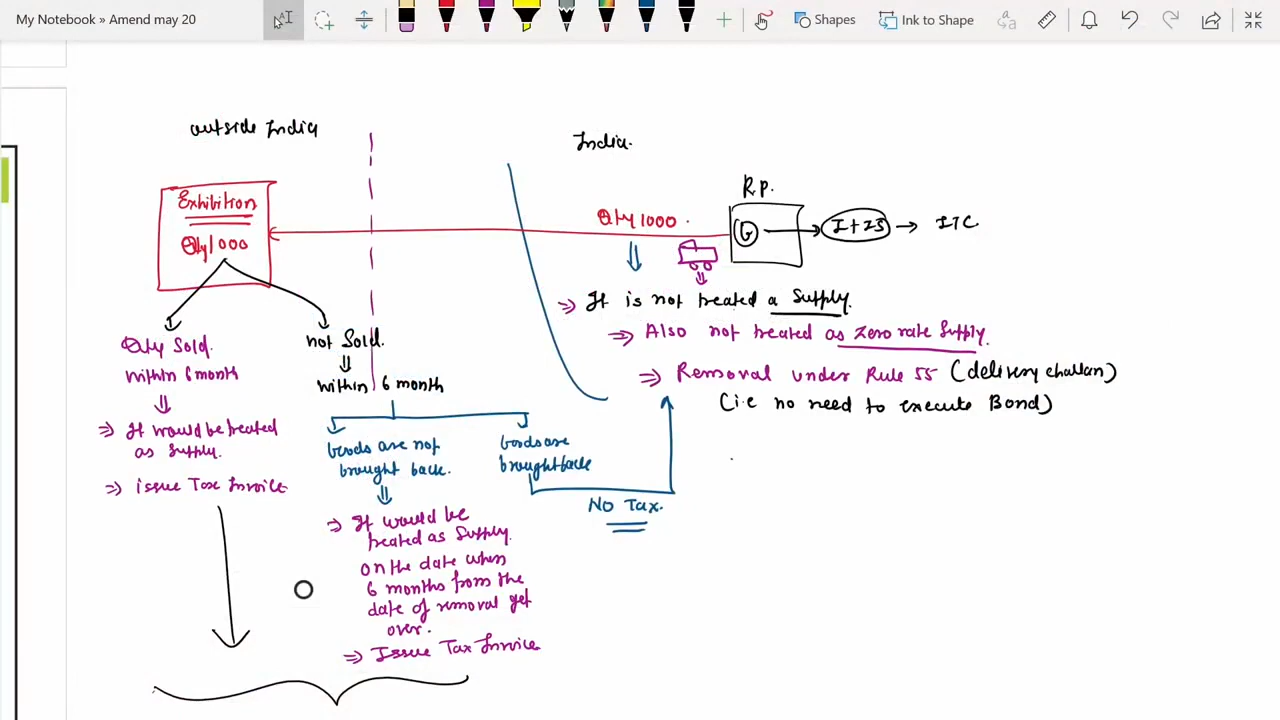 My Notebook » Amend may 20
Shapes
Ink to Shape
outside India
India.
R.P.
Exhibition
Qty 1000
Qty 1000
G
I+IS → ITC
⇒ It is not treated a Supply.
⇒ Also not treated as Zero rate Supply.
⇒ Removal under Rule 55 (delivery challan)
(i.e no need to execute Bond)
Qty Sold.
within 6 month
⇒ It would be treated
as Supply.
⇒ issue Tax Invoice
not Sold.
within 6 month
Goods are not
brought back.
Goods are
brought back
No Tax.
⇒ It would be
treated as Supply.
on the date when
6 months from the
date of removal get
over.
⇒ Issue Tax Invoice